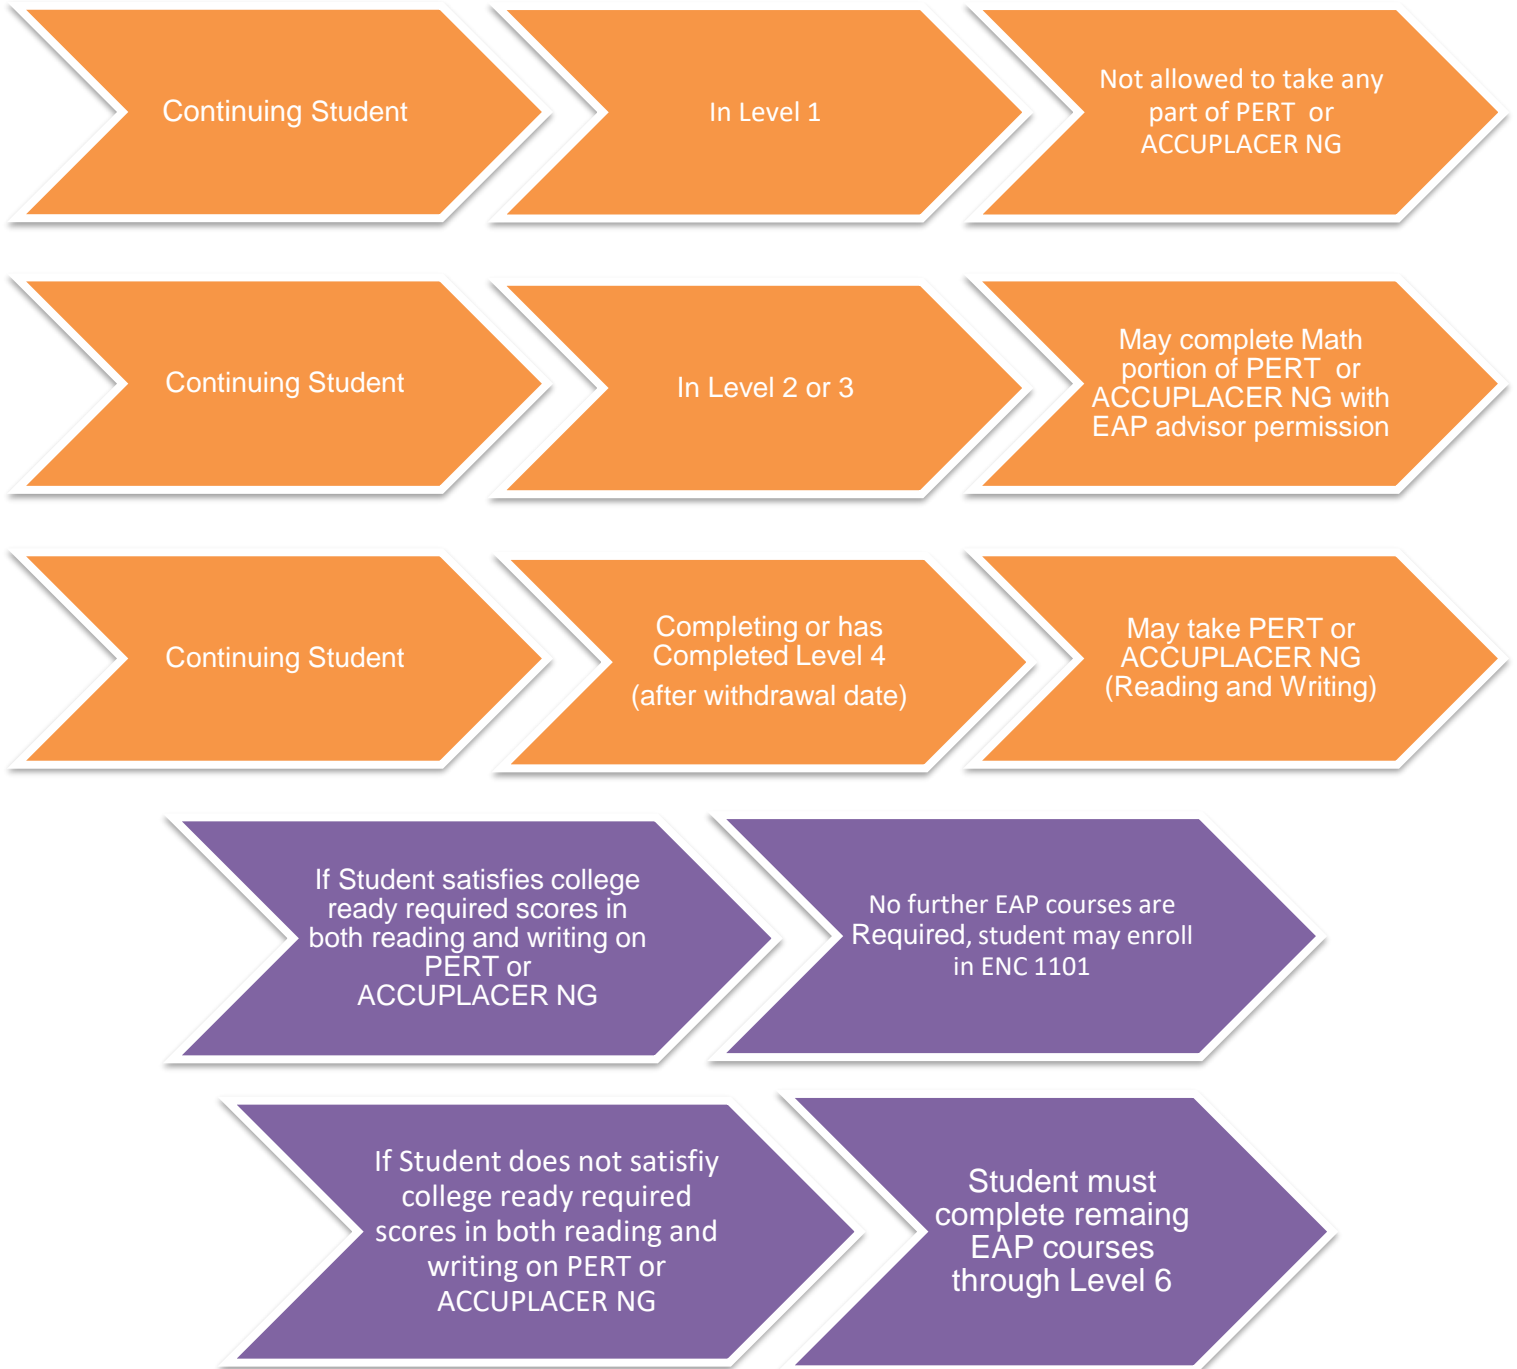 Continuing Student
In Level 1
Not allowed to take any
part of PERT or
ACCUPLACER NG
Continuing Student
In Level 2 or 3
May complete Math
portion of PERT or
ACCUPLACER NG with
EAP advisor permission
Continuing Student
Completing or has
Completed Level 4
(after withdrawal date)
May take PERT or
ACCUPLACER NG
(Reading and Writing)
If Student satisfies college
ready required scores in
both reading and writing on
PERT or
ACCUPLACER NG
No further EAP courses are
Required, student may enroll
in ENC 1101
If Student does not satisfiy
college ready required
scores in both reading and
writing on PERT or
ACCUPLACER NG
Student must
complete remaing
EAP courses
through Level 6